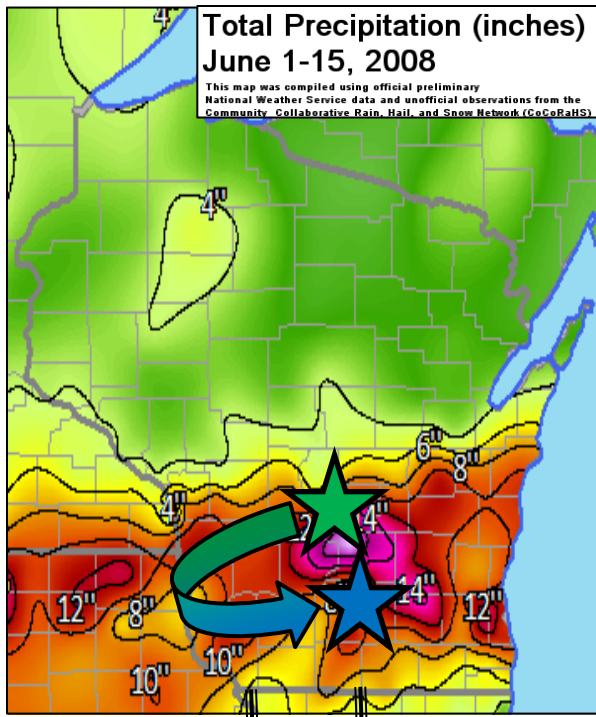 4"
Total Precipitation (inches)
June 1-15, 2008
This map was compiled using official preliminary
National Weather Service data and unofficial observations from the
Community Collaborative Rain, Hail, and Snow Network (CoCoRaHS)
4"
6"
8"
4"
14"
12"
8"
14"
12"
10"
10"